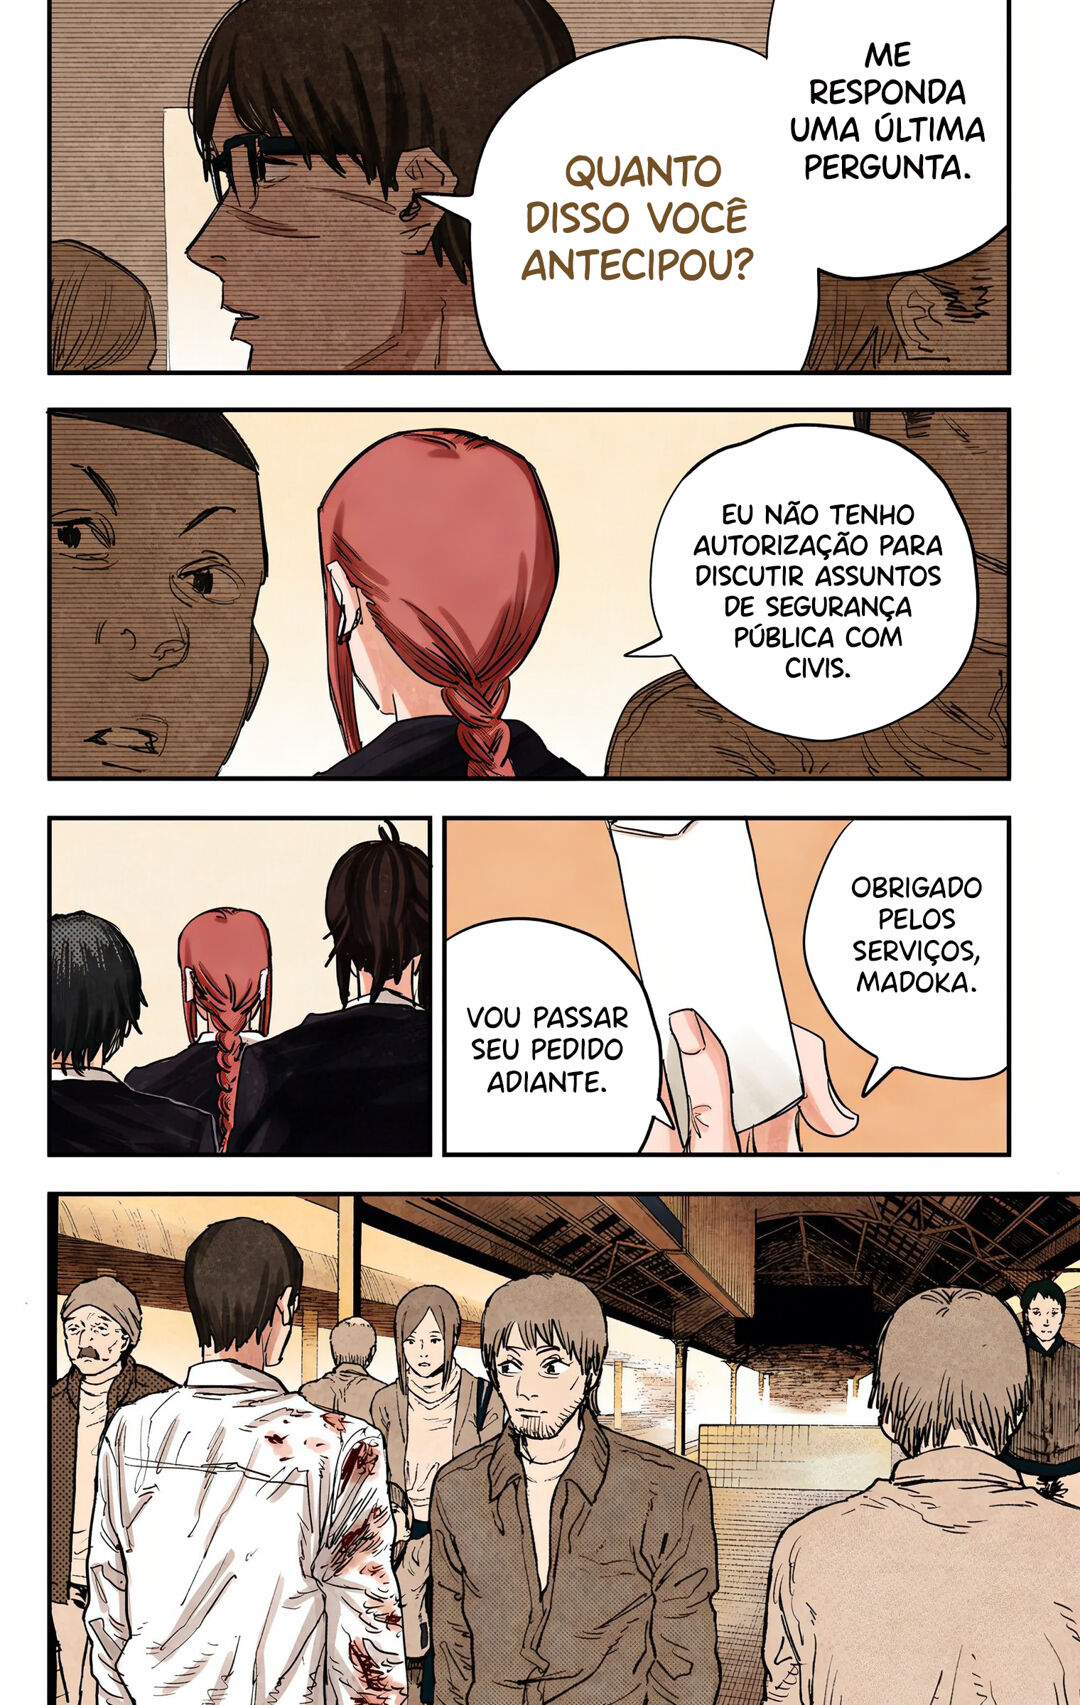 ME
RESPONDA
UMA ÚLTIMA
PERGUNTA.
QUANTO
DISSO VOCÊ
ANTECIPOU?
EU NÃO TENHO
AUTORIZAÇÃO PARA
DISCUTIR ASSUNTOS
DE SEGURANÇA
PÚBLICA COM
CIVIS.
OBRIGADO
PELOS
SERVIÇOS,
MADOKA.
VOU PASSAR
SEU PEDIDO
ADIANTE.